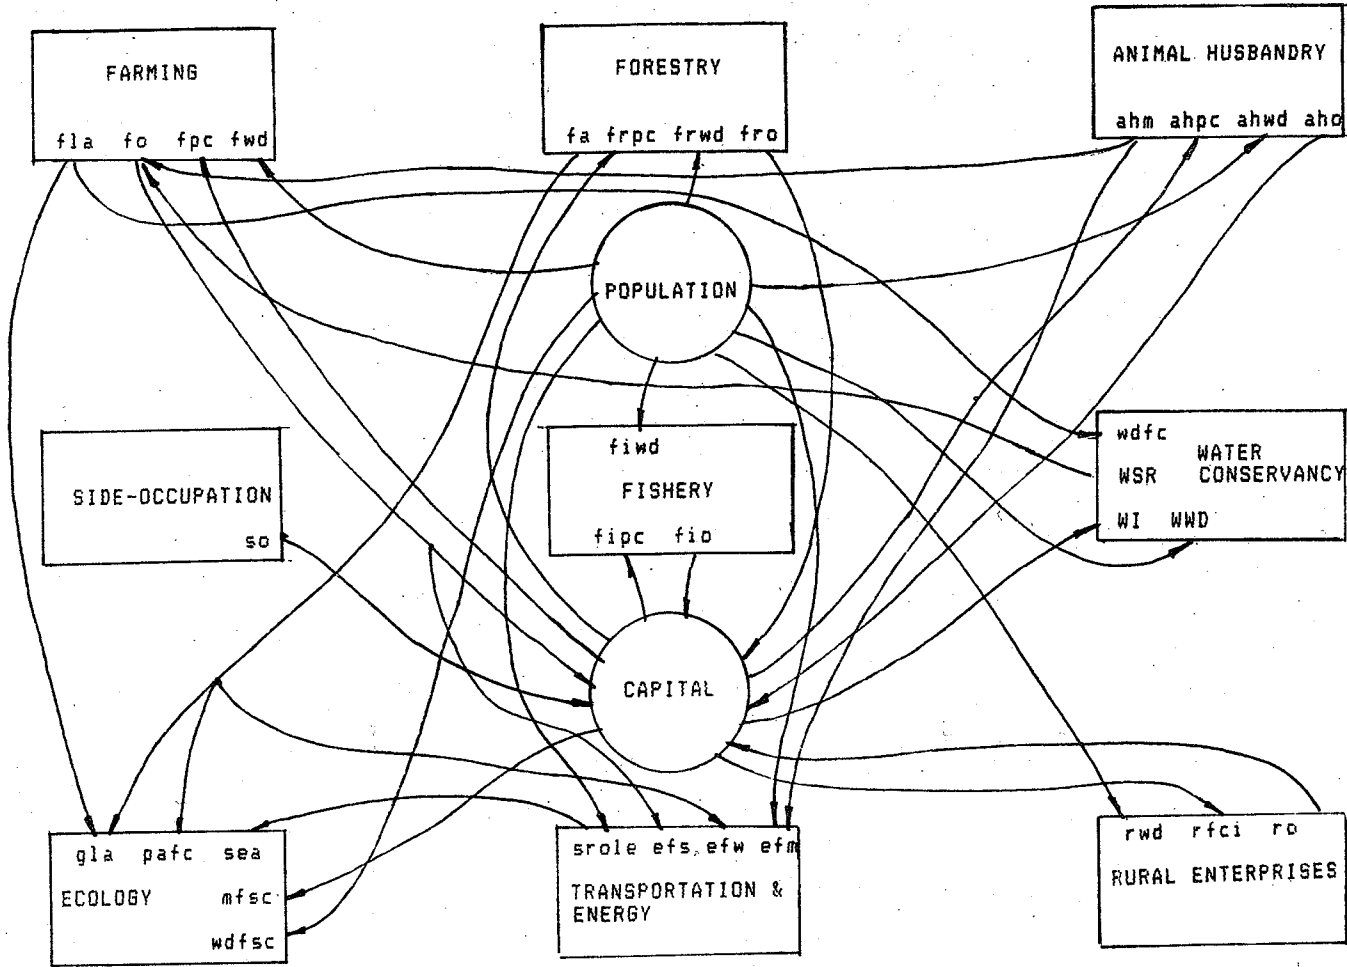 FARMING
fla fo fpc fwd
FORESTRY
fa frpc frwd fro
ANIMAL HUSBANDRY
ahm ahpc ahwd aho
POPULATION
SIDE-OCCUPATION
so
fiwd
FISHERY
fipc fio
wdfc
WATER
WSR CONSERVANCY
WI WWD
CAPITAL
gla pafc sea
ECOLOGY mfsc
wdfsc
srole efs, efw efm
TRANSPORTATION &
ENERGY
rwd rfci ro
RURAL ENTERPRISES